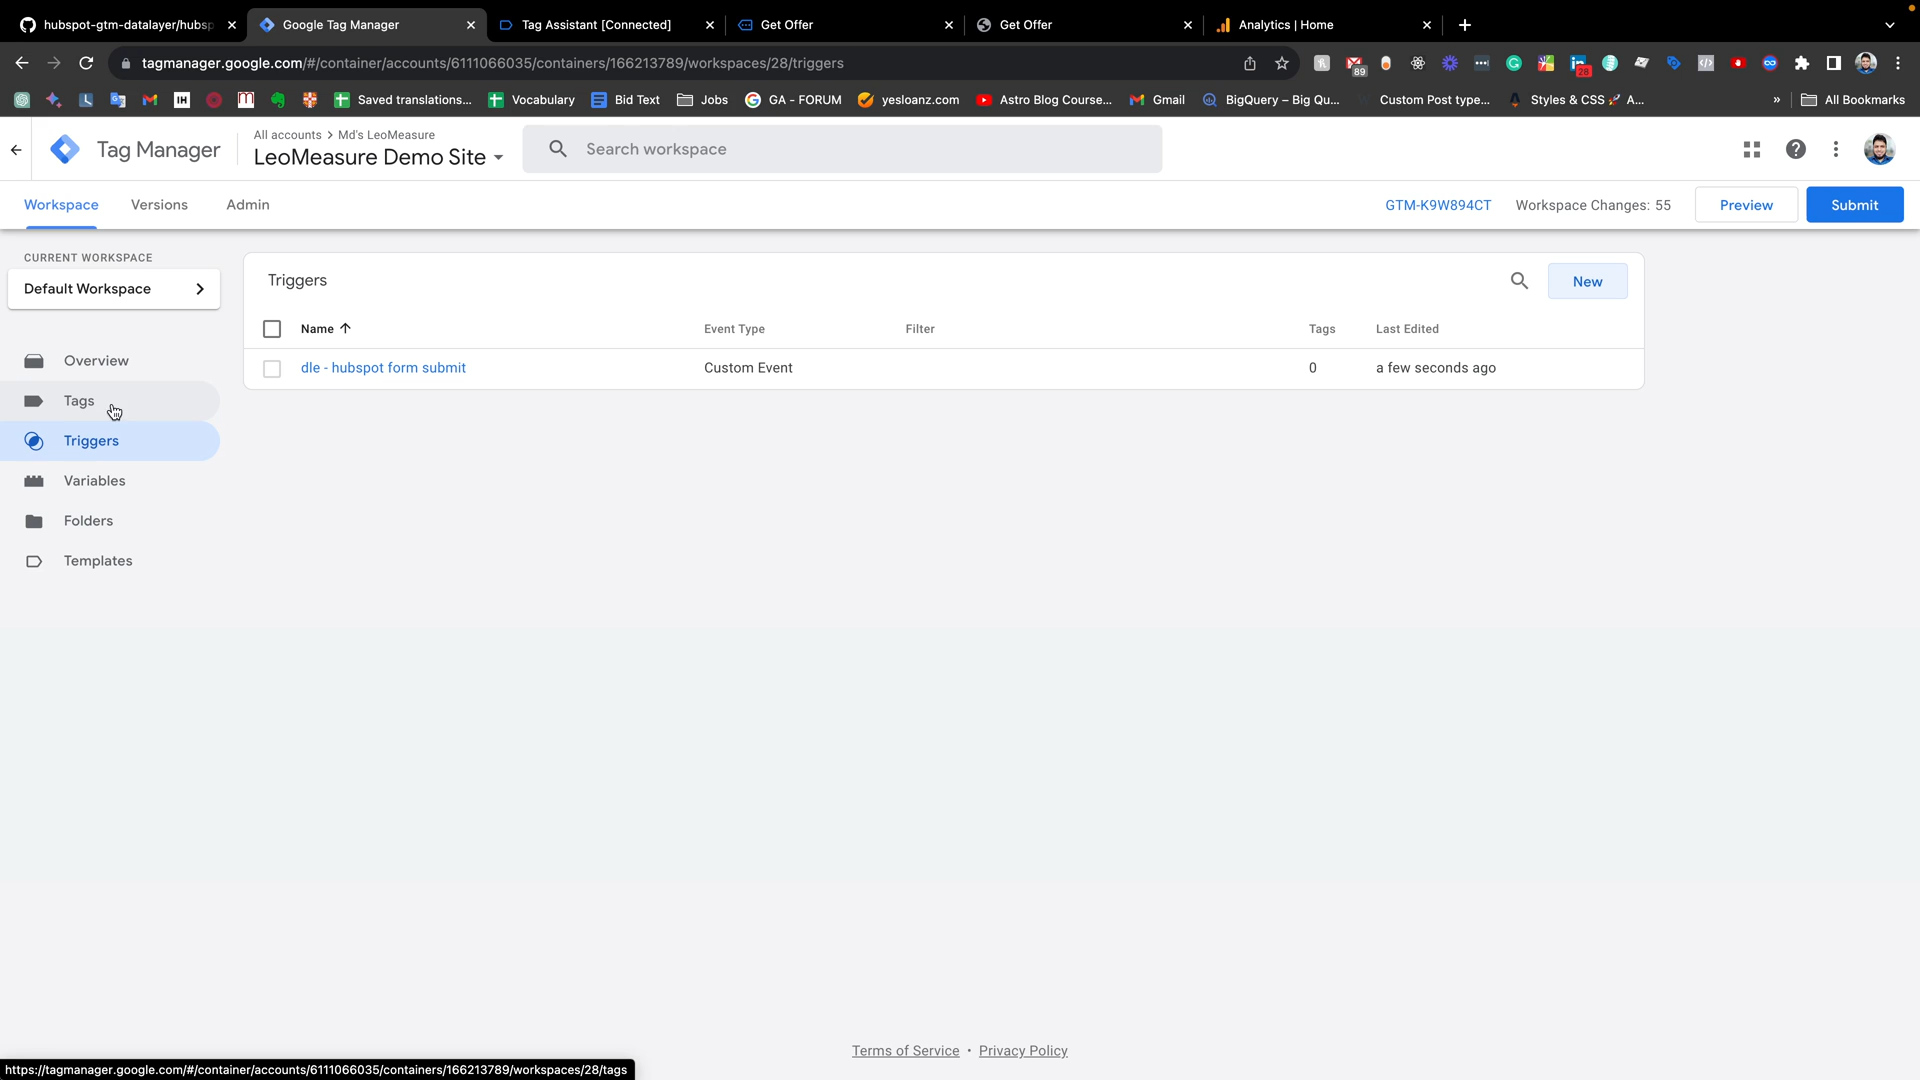 hubspot-gtm-datalayer/hubsp
Google Tag Manager
Tag Assistant [Connected]
Get Offer
Get Offer
Analytics | Home
tagmanager.google.com/#/container/accounts/6111066035/containers/166213789/workspaces/28/triggers
89
28
Saved translations...
Vocabulary
Bid Text
Jobs
GA - FORUM
yesloanz.com
Astro Blog Course...
Gmail
BigQuery – Big Qu...
Custom Post type...
Styles & CSS 🚀 A...
»
All Bookmarks
Tag Manager
All accounts > Md's LeoMeasure
LeoMeasure Demo Site
Search workspace
Workspace
Versions
Admin
GTM-K9W894CT
Workspace Changes: 55
Preview
Submit
CURRENT WORKSPACE
Default Workspace
Overview
Tags
Triggers
Variables
Folders
Templates
Triggers
New
Name
Event Type
Filter
Tags
Last Edited
dle - hubspot form submit
Custom Event
0
a few seconds ago
Terms of Service • Privacy Policy
https://tagmanager.google.com/#/container/accounts/6111066035/containers/166213789/workspaces/28/tags